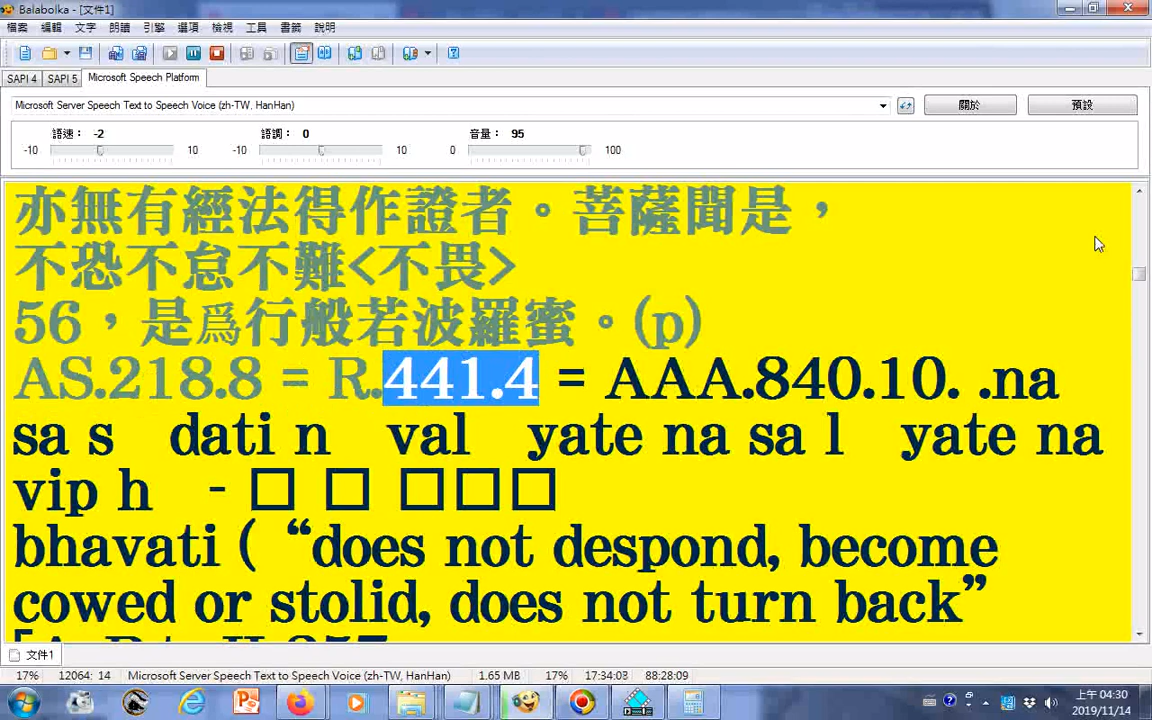 Balabolka - [文件1]
檔案 編輯 文字 朗讀 引擎 選項 檢視 工具 書籤 說明
SAPI 4 SAPI 5 Microsoft Speech Platform
Microsoft Server Speech Text to Speech Voice (zh-TW, HanHan) 關於 預設
語速： -2 語調： 0 音量： 95
-10 10 -10 10 0 100
亦無有經法得作證者。菩薩聞是，
不恐不怠不難<不畏>
56，是爲行般若波羅蜜。(p)
AS.218.8 = R.441.4 = AAA.840.10. .na
sa s dati n val yate na sa l yate na
vip h - □ □ □□□
bhavati ( “does not despond, become
cowed or stolid, does not turn back”
文件1
17% 12064: 14 Microsoft Server Speech Text to Speech Voice (zh-TW, HanHan) 1.65 MB 17% 17:34:03 88:28:09
上午 04:30
2019/11/14